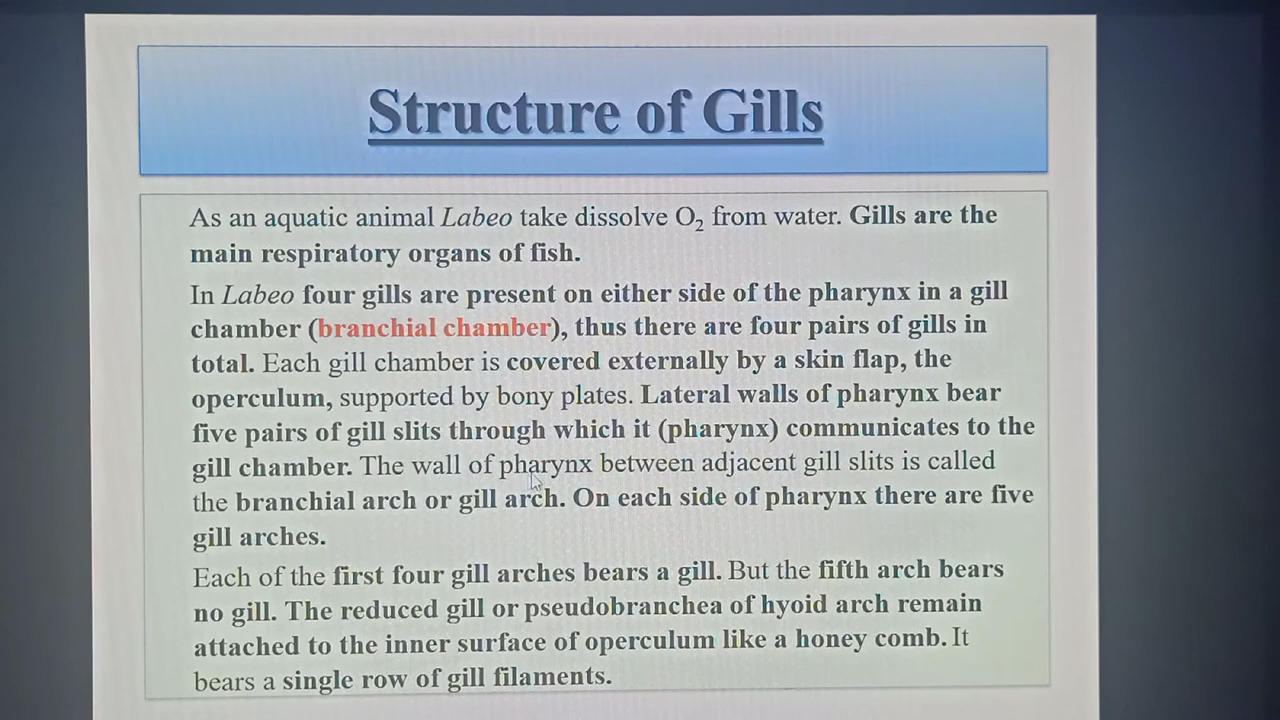 Structure of Gills
As an aquatic animal Labeo take dissolve O₂ from water. Gills are the
main respiratory organs of fish.
In Labeo four gills are present on either side of the pharynx in a gill
chamber (branchial chamber), thus there are four pairs of gills in
total. Each gill chamber is covered externally by a skin flap, the
operculum, supported by bony plates. Lateral walls of pharynx bear
five pairs of gill slits through which it (pharynx) communicates to the
gill chamber. The wall of pharynx between adjacent gill slits is called
the branchial arch or gill arch. On each side of pharynx there are five
gill arches.
Each of the first four gill arches bears a gill. But the fifth arch bears
no gill. The reduced gill or pseudobranchea of hyoid arch remain
attached to the inner surface of operculum like a honey comb. It
bears a single row of gill filaments.